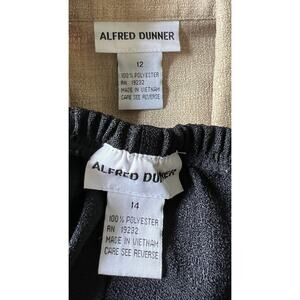 ALFRED DUNNER
12
100% POLYESTER
RN 19232
MADE IN VIETNAM
CARE SEE REVERSE
ALFRED DUNNER
14
100% POLYESTER
RN 19232
MADE IN VIETNAM
CARE SEE REVERSE